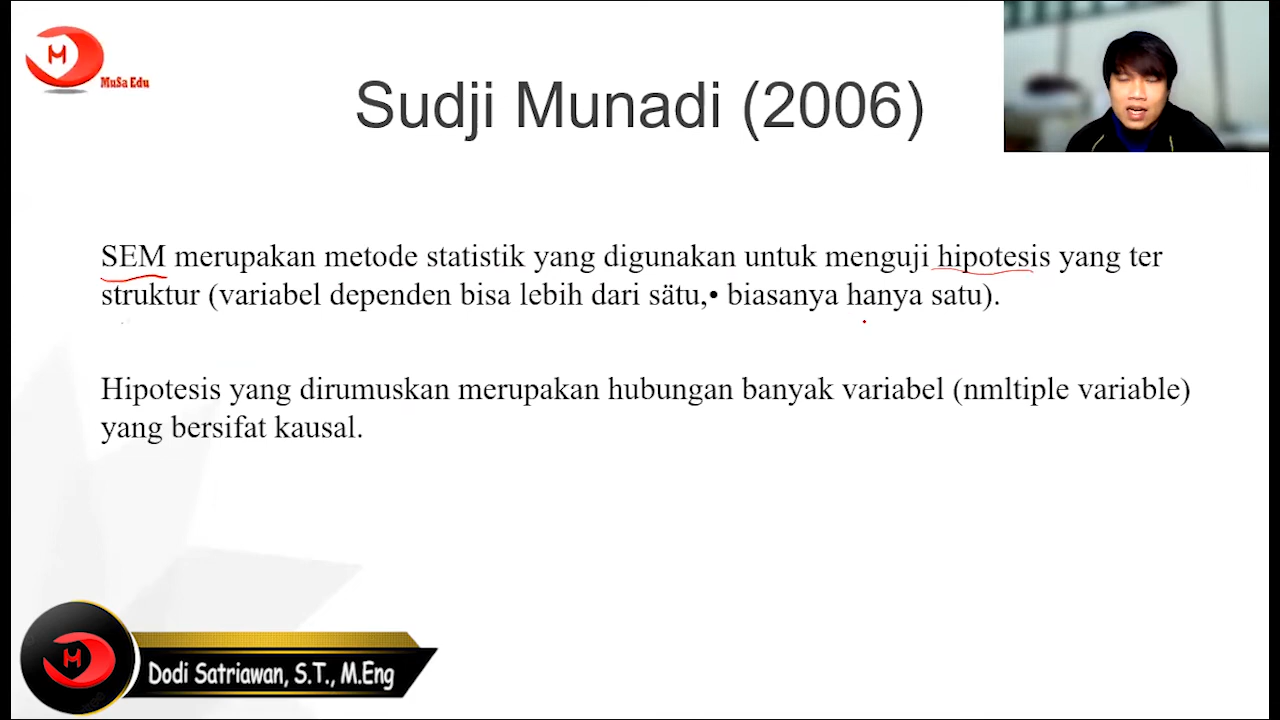 MuSa Edu
Sudji Munadi (2006)
SEM merupakan metode statistik yang digunakan untuk menguji hipotesis yang ter
struktur (variabel dependen bisa lebih dari sätu,• biasanya hanya satu).
Hipotesis yang dirumuskan merupakan hubungan banyak variabel (nmltiple variable)
yang bersifat kausal.
Dodi Satriawan, S.T., M.Eng